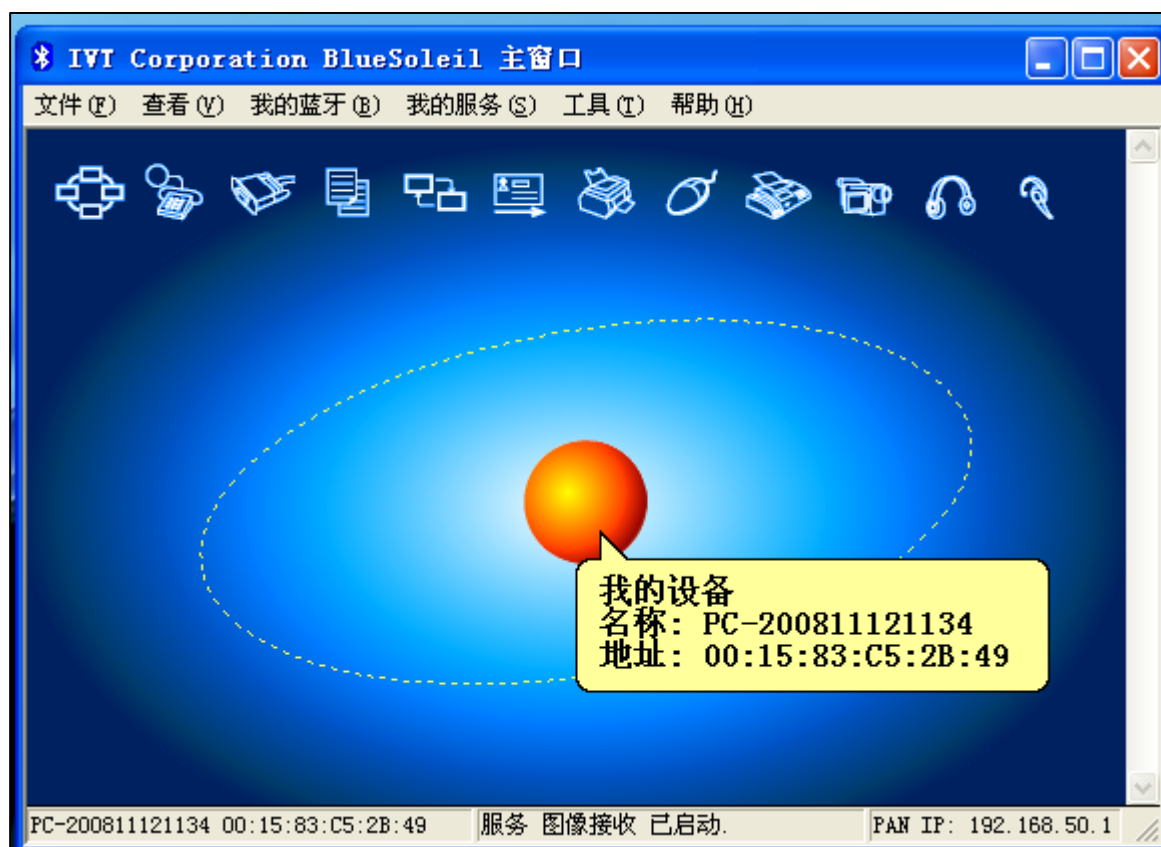 IVT Corporation BlueSoleil 主窗口
文件(F) 查看(V) 我的蓝牙(B) 我的服务(S) 工具(T) 帮助(H)
我的设备
名称: PC-200811121134
地址: 00:15:83:C5:2B:49
PC-200811121134 00:15:83:C5:2B:49 服务 图像接收 已启动. PAN IP: 192.168.50.1